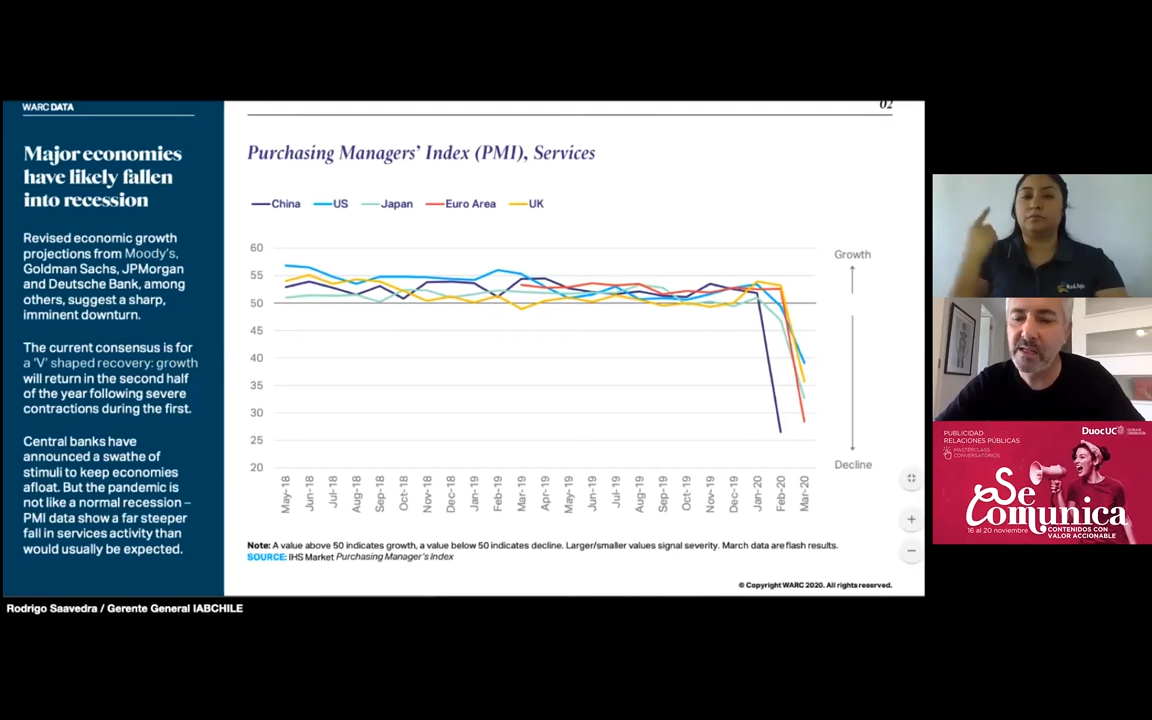 WARC DATA
02
Major economies
have likely fallen
into recession
Revised economic growth
projections from Moody's,
Goldman Sachs, JPMorgan
and Deutsche Bank, among
others, suggest a sharp,
imminent downturn.
The current consensus is for
a 'V' shaped recovery: growth
will return in the second half
of the year following severe
contractions during the first.
Central banks have
announced a swathe of
stimuli to keep economies
afloat. But the pandemic is
not like a normal recession –
PMI data show a far steeper
fall in services activity than
would usually be expected.
Purchasing Managers' Index (PMI), Services
China US Japan Euro Area UK
60
55
50
45
40
35
30
25
20
May-18 Jun-18 Jul-18 Aug-18 Sep-18 Oct-18 Nov-18 Dec-18 Jan-19 Feb-19 Mar-19 Apr-19 May-19 Jun-19 Jul-19 Aug-19 Sep-19 Oct-19 Nov-19 Dec-19 Jan-20 Feb-20 Mar-20
Growth
Decline
Note: A value above 50 indicates growth, a value below 50 indicates decline. Larger/smaller values signal severity. March data are flash results.
SOURCE: IHS Market Purchasing Manager's Index
© Copyright WARC 2020. All rights reserved.
Rodrigo Saavedra / Gerente General IABCHILE
PUBLICIDAD
RELACIONES PÚBLICAS
MASTERCLASS
CONVERSATORIOS
DuocUC
Se
Comunica
16 al 20 noviembre
CONTENIDOS CON
VALOR ACCIONABLE